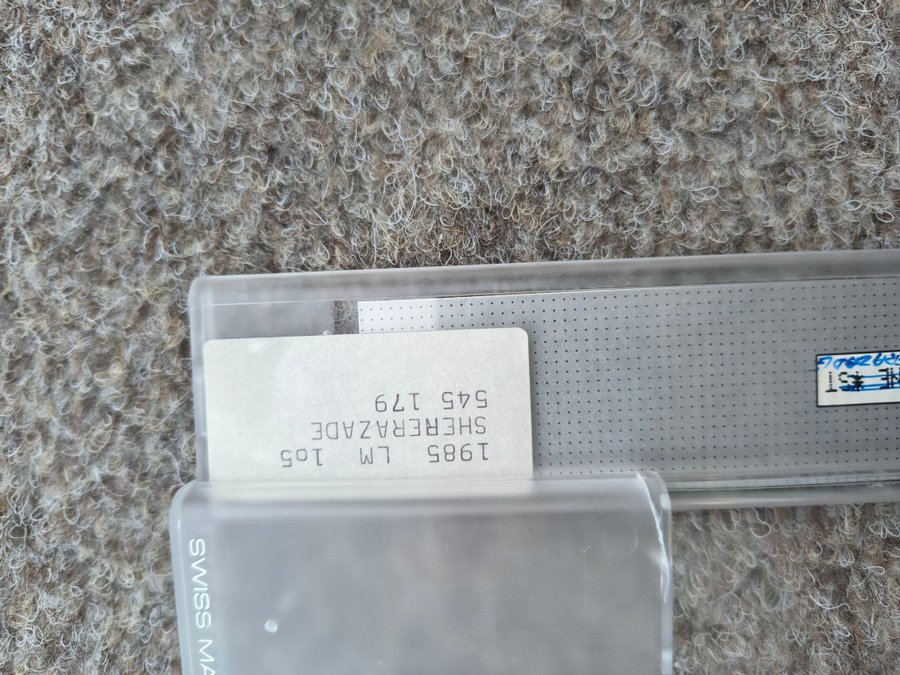 1985 LM 1o5
SHERERAZADE
545 179
SWISS MA